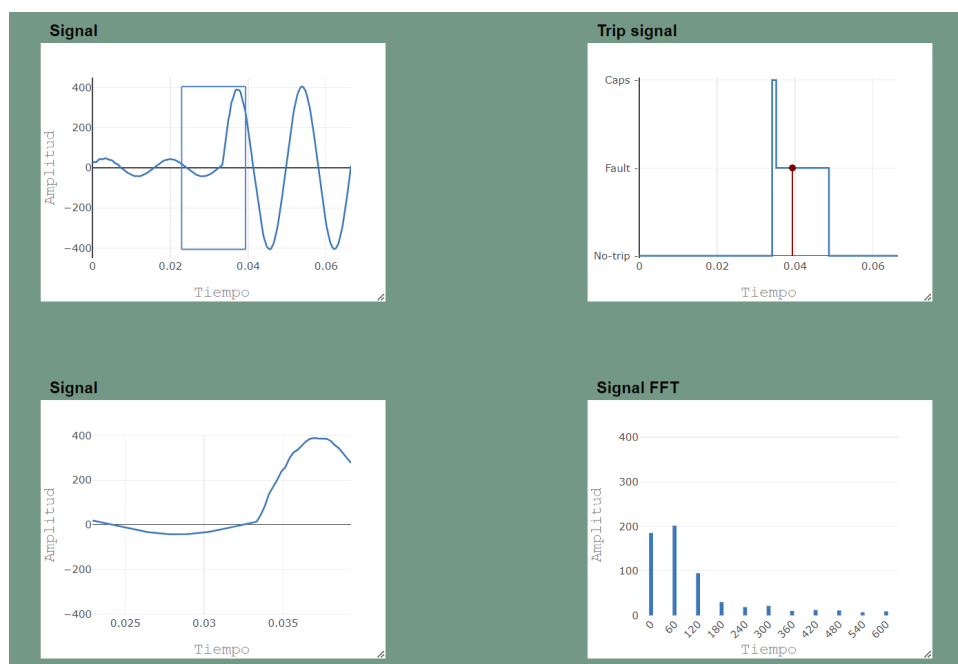 Signal
400
200
0
−200
−400
0
0.02
0.04
0.06
Amplitud
Tiempo
Trip signal
Caps
Fault
No-trip
0
0.02
0.04
0.06
Tiempo
Signal
400
200
0
−200
−400
0.025
0.03
0.035
Amplitud
Tiempo
Signal FFT
400
300
200
100
0
0
60
120
180
240
300
360
420
480
540
600
Amplitud
Tiempo